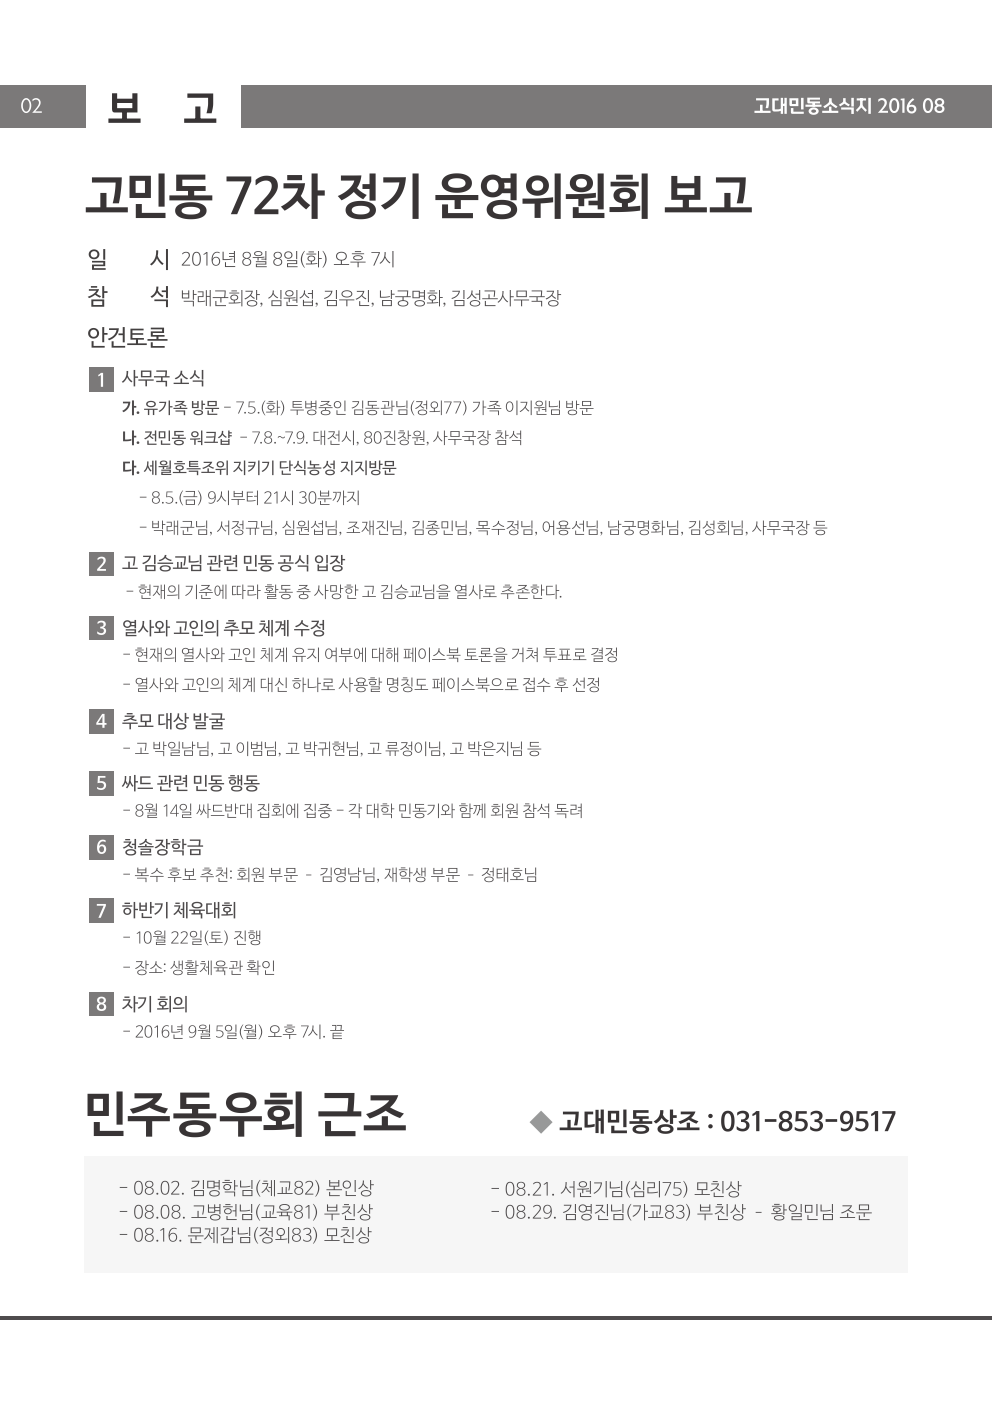 02
보 고
고대민동소식지 2016 08
고민동 72차 정기 운영위원회 보고
일 시 2016년 8월 8일(화) 오후 7시
참 석 박래군회장, 심원섭, 김우진, 남궁명화, 김성곤사무국장
안건토론
1 사무국 소식
가. 유가족 방문 - 7.5.(화) 투병중인 김동관님(정외77) 가족 이지원님 방문
나. 전민동 워크샵 - 7.8.~7.9. 대전시, 80진창원, 사무국장 참석
다. 세월호특조위 지키기 단식농성 지지방문
- 8.5.(금) 9시부터 21시 30분까지
- 박래군님, 서정규님, 심원섭님, 조재진님, 김종민님, 목수정님, 어용선님, 남궁명화님, 김성회님, 사무국장 등
2 고 김승교님 관련 민동 공식 입장
- 현재의 기준에 따라 활동 중 사망한 고 김승교님을 열사로 추존한다.
3 열사와 고인의 추모 체계 수정
- 현재의 열사와 고인 체계 유지 여부에 대해 페이스북 토론을 거쳐 투표로 결정
- 열사와 고인의 체계 대신 하나로 사용할 명칭도 페이스북으로 접수 후 선정
4 추모 대상 발굴
- 고 박일남님, 고 이범님, 고 박귀현님, 고 류정이님, 고 박은지님 등
5 싸드 관련 민동 행동
- 8월 14일 싸드반대 집회에 집중 - 각 대학 민동기와 함께 회원 참석 독려
6 청솔장학금
- 복수 후보 추천: 회원 부문 - 김영남님, 재학생 부문 - 정태호님
7 하반기 체육대회
- 10월 22일(토) 진행
- 장소: 생활체육관 확인
8 차기 회의
- 2016년 9월 5일(월) 오후 7시. 끝
민주동우회 근조
◆ 고대민동상조 : 031-853-9517
- 08.02. 김명학님(체교82) 본인상
- 08.08. 고병헌님(교육81) 부친상
- 08.16. 문제갑님(정외83) 모친상
- 08.21. 서원기님(심리75) 모친상
- 08.29. 김영진님(가교83) 부친상 - 황일민님 조문